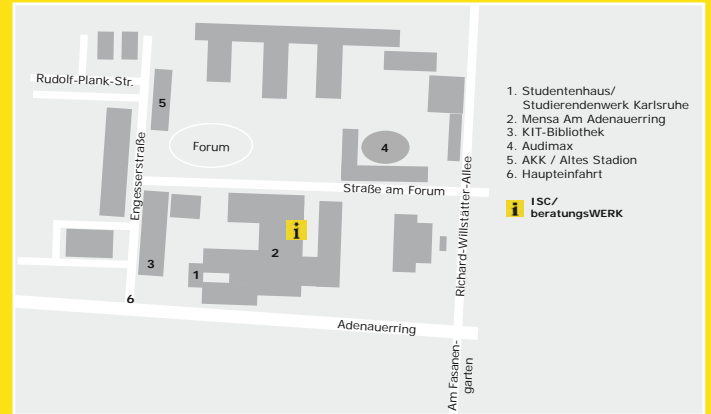 Rudolf-Plank-Str.
5
Engesserstraße
Forum
4
Straße am Forum
Richard-Willstätter-Allee
i
2
3
1
6
Adenauerring
Am Fasanen-
garten
1. Studentenhaus/
Studierendenwerk Karlsruhe
2. Mensa Am Adenauerring
3. KIT-Bibliothek
4. Audimax
5. AKK / Altes Stadion
6. Haupteinfahrt
i ISC/
beratungsWERK